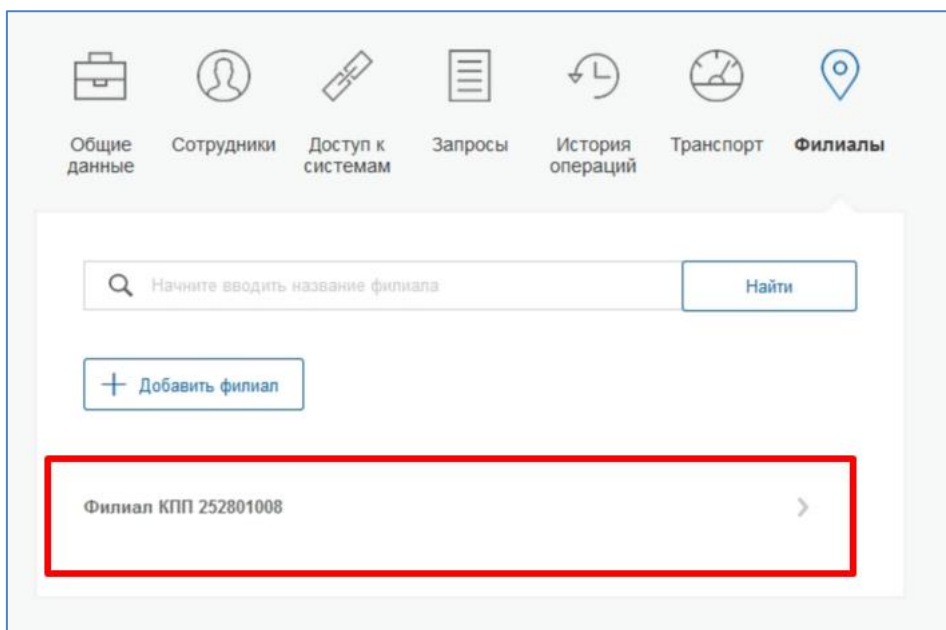 Общие данные
Сотрудники
Доступ к системам
Запросы
История операций
Транспорт
Филиалы
Начните вводить название филиала
Найти
Добавить филиал
Филиал КПП 252801008